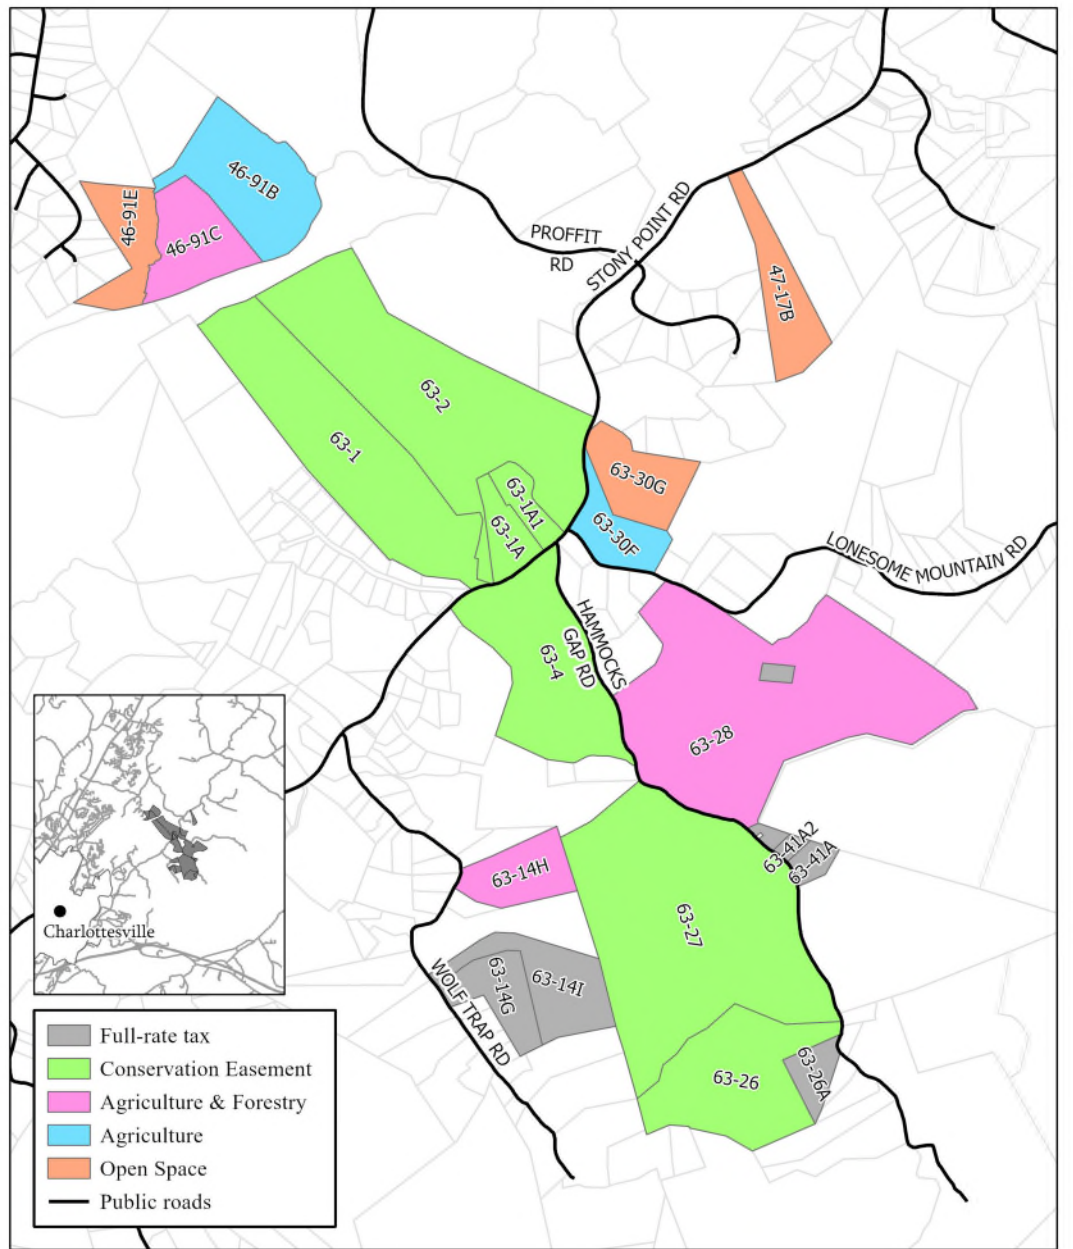 46-91B
46-91E
46-91C
PROFFIT
RD
STONY POINT RD
47-17B
63-2
63-1
63-1A1
63-1A
63-30G
63-30F
LONESOME MOUNTAIN RD
HAMMOCKS
GAP RD
63-4
63-28
63-41A2
63-41A
63-14H
63-27
63-14G
63-14I
WOLF TRAP RD
63-26
63-26A
Charlottesville
Full-rate tax
Conservation Easement
Agriculture & Forestry
Agriculture
Open Space
Public roads